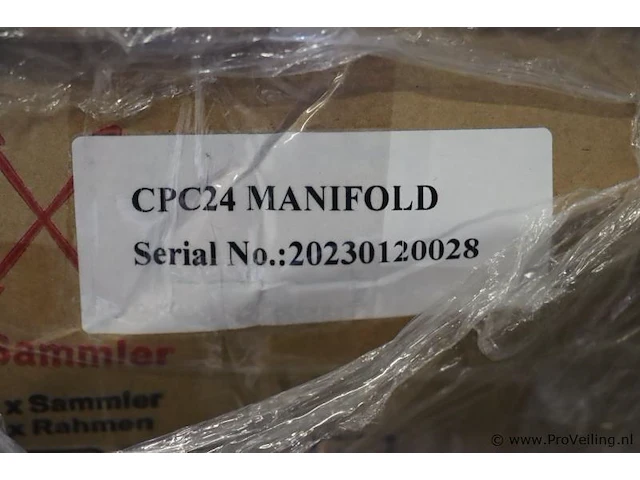 CPC24 MANIFOLD
Serial No.:20230120028
Sammler
x Sammler
x Rahmen
© www.ProVeiling.nl